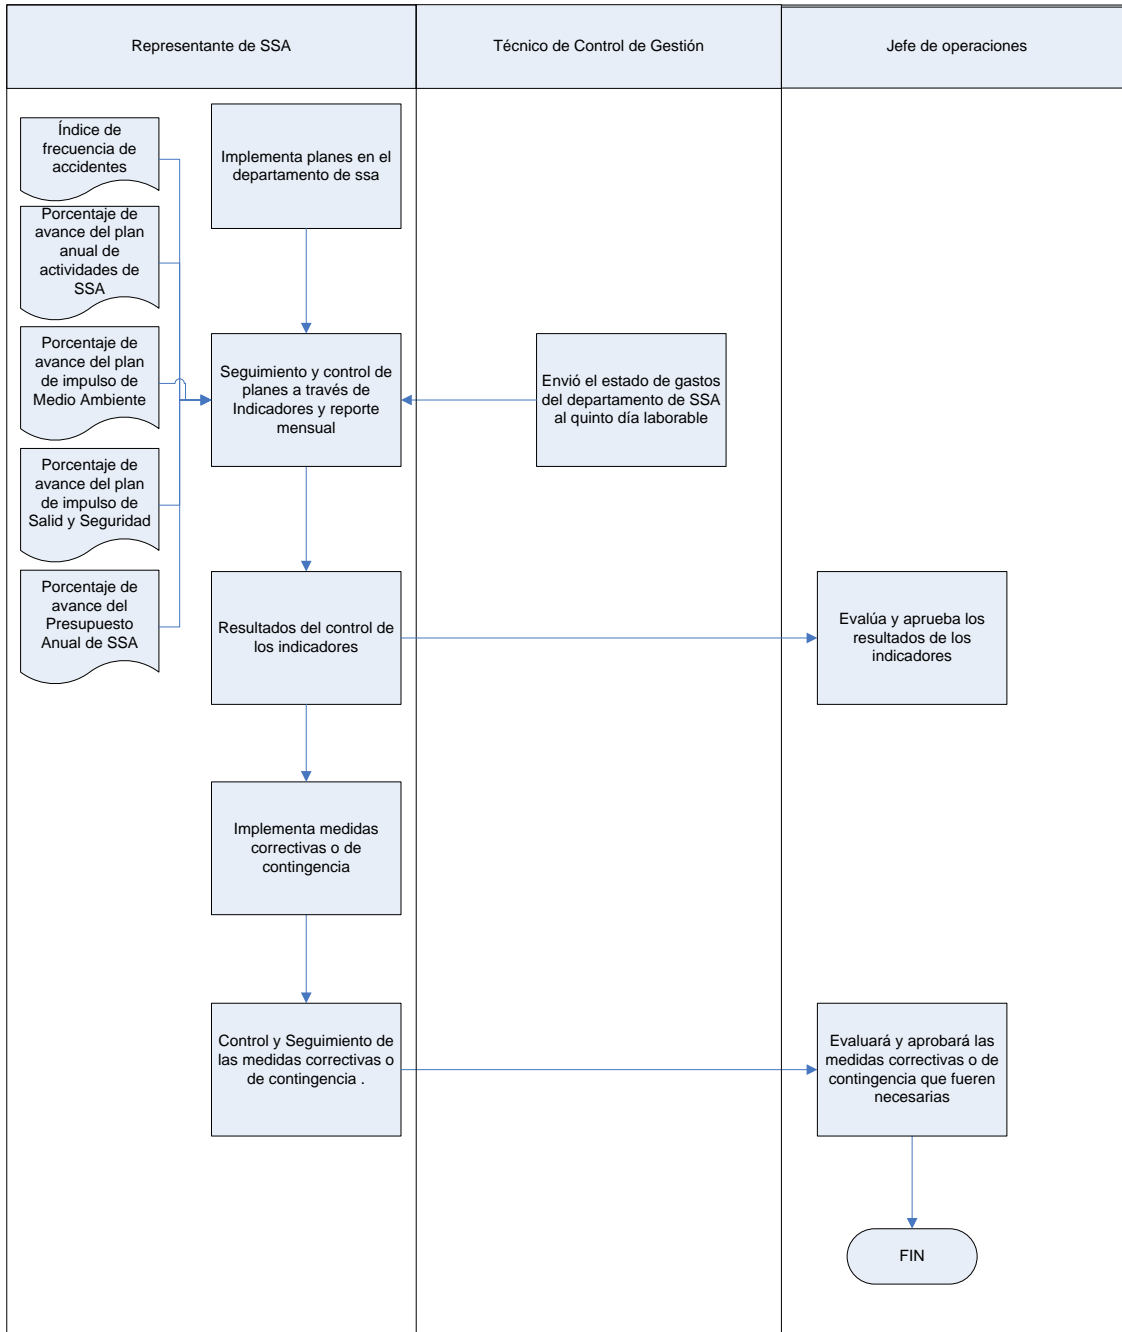 Representante de SSA
Técnico de Control de Gestión
Jefe de operaciones
Índice de
frecuencia de
accidentes
Implementa planes en el
departamento de ssa
Porcentaje de
avance del plan
anual de
actividades de
SSA
Porcentaje de
avance del plan
de impulso de
Medio Ambiente
Seguimiento y control de
planes a través de
Indicadores y reporte
mensual
Envió el estado de gastos
del departamento de SSA
al quinto día laborable
Porcentaje de
avance del plan
de impulso de
Salid y Seguridad
Porcentaje de
avance del
Presupuesto
Anual de SSA
Resultados del control de
los indicadores
Evalúa y aprueba los
resultados de los
indicadores
Implementa medidas
correctivas o de
contingencia
Control y Seguimiento de
las medidas correctivas o
de contingencia .
Evaluará y aprobará las
medidas correctivas o de
contingencia que fueren
necesarias
FIN